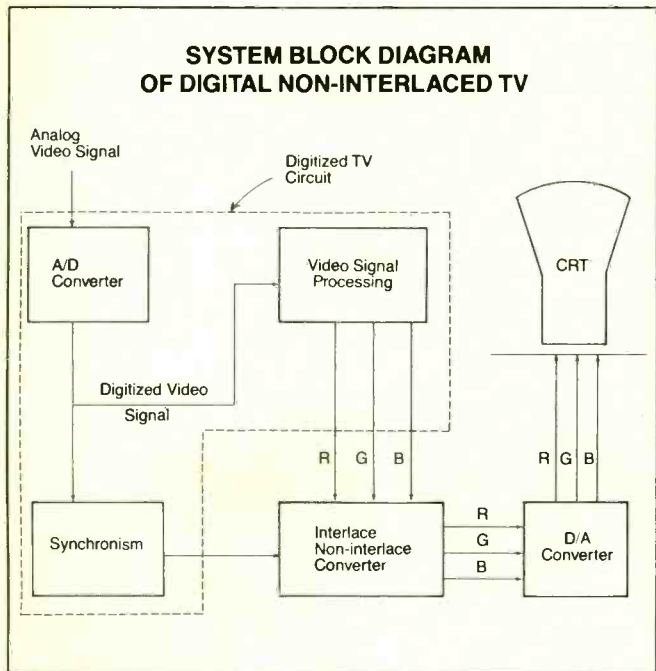 SYSTEM BLOCK DIAGRAM
OF DIGITAL NON-INTERLACED TV
Analog
Video Signal
Digitized TV
Circuit
A/D
Converter
Video Signal
Processing
CRT
Digitized Video
Signal
R G B
R G B
Synchronism
Interlace
Non-interlace
Converter
R
G
B
D/A
Converter